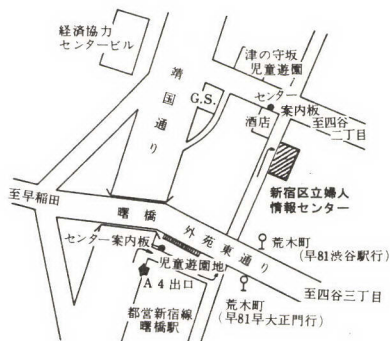 経済協力
センタービル
靖国通り
津の守坂
児童遊園
センター
案内板
G.S.
酒店
至四谷
二丁目
新宿区立婦人
情報センター
至早稲田
曙橋
外苑東通り
センター案内板
児童遊園地
A4出口
都営新宿線
曙橋駅
荒木町
(早81渋谷駅行)
至四谷三丁目
荒木町
(早81早大正門行)